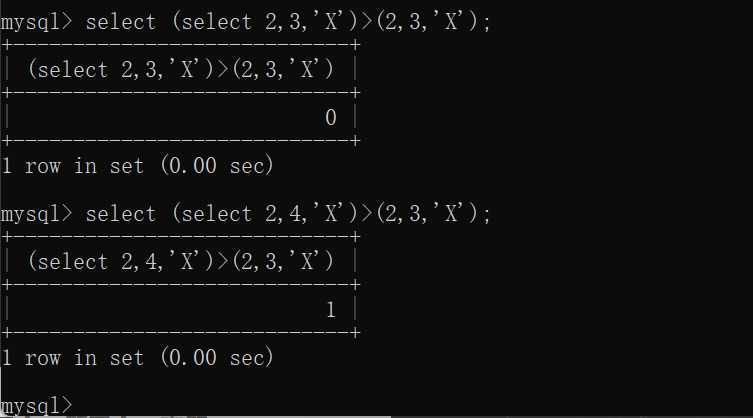 mysql> select (select 2,3,'X')>(2,3,'X');
+-----------------------------+
| (select 2,3,'X')>(2,3,'X') |
+-----------------------------+
| 0 |
+-----------------------------+
1 row in set (0.00 sec)
mysql> select (select 2,4,'X')>(2,3,'X');
+-----------------------------+
| (select 2,4,'X')>(2,3,'X') |
+-----------------------------+
| 1 |
+-----------------------------+
1 row in set (0.00 sec)
mysql>